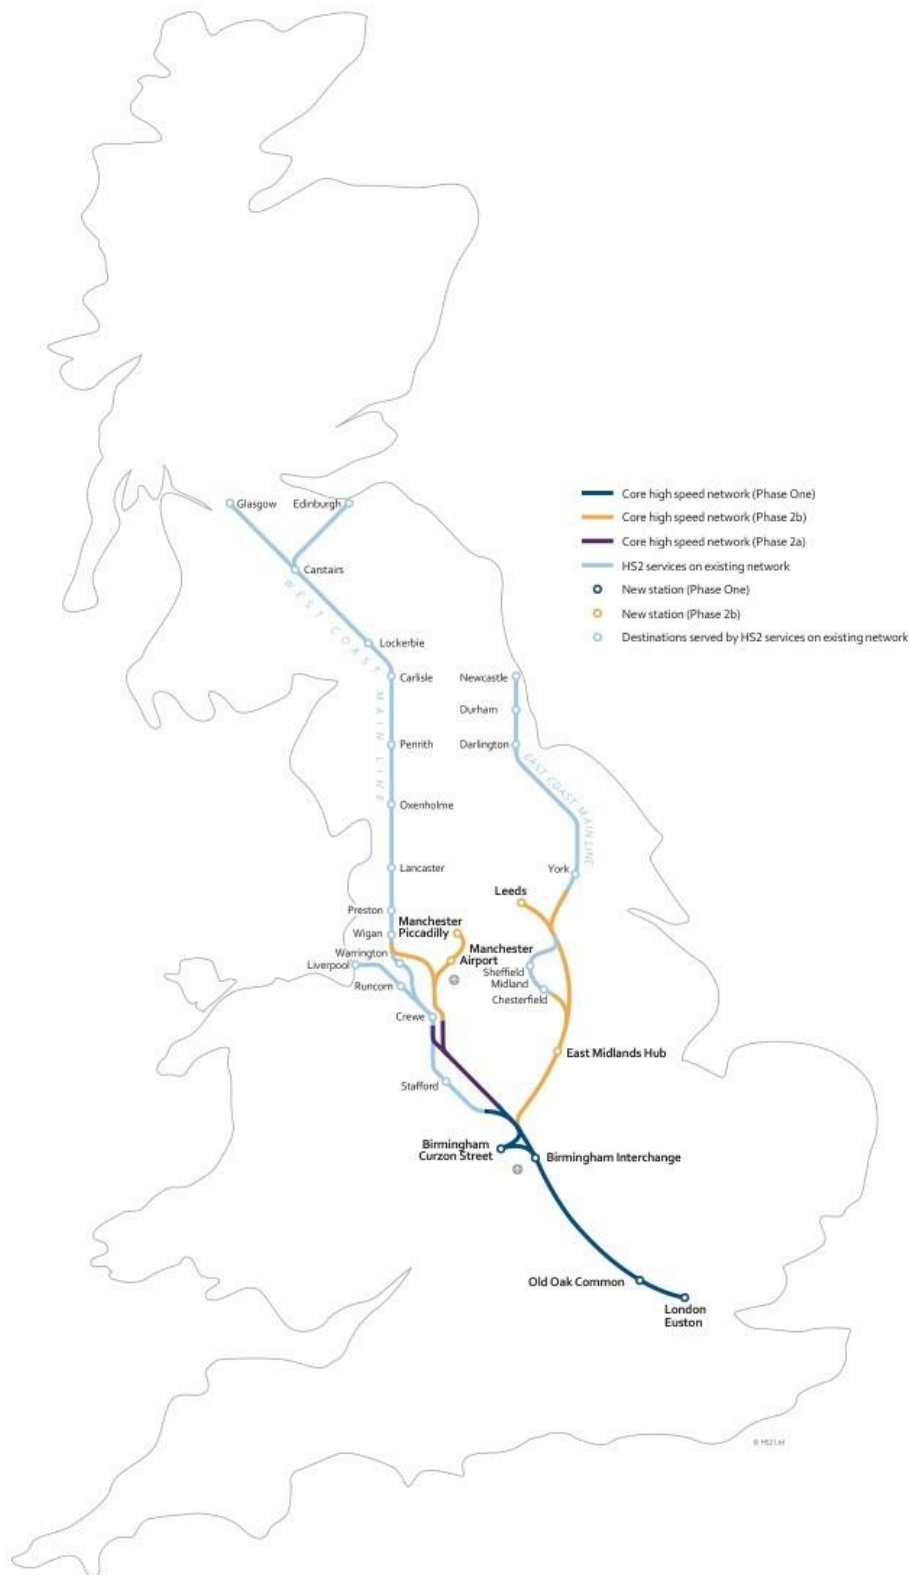 Glasgow
Edinburgh
Carstairs
WEST COAST MAIN LINE
Lockerbie
Carlisle
Penrith
Oxenholme
Lancaster
Preston
Wigan
Warrington
Liverpool
Runcorn
Crewe
Stafford
Manchester
Piccadilly
Manchester
Airport
Newcastle
Durham
Darlington
EAST COAST MAIN LINE
York
Leeds
Sheffield
Midland
Chesterfield
East Midlands Hub
Birmingham
Curzon Street
Birmingham Interchange
Old Oak Common
London
Euston
Core high speed network (Phase One)
Core high speed network (Phase 2b)
Core high speed network (Phase 2a)
HS2 services on existing network
New station (Phase One)
New station (Phase 2b)
Destinations served by HS2 services on existing network
© HS2 Ltd